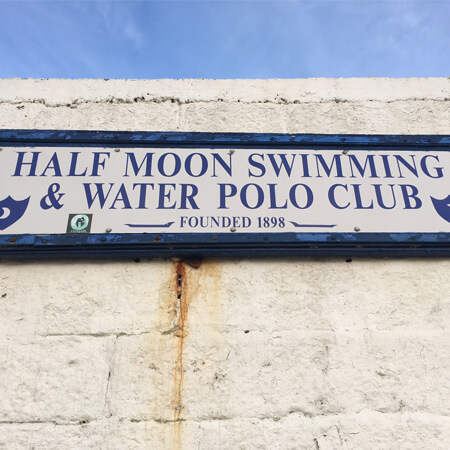 HALF MOON SWIMMING
& WATER POLO CLUB
FOUNDED 1898